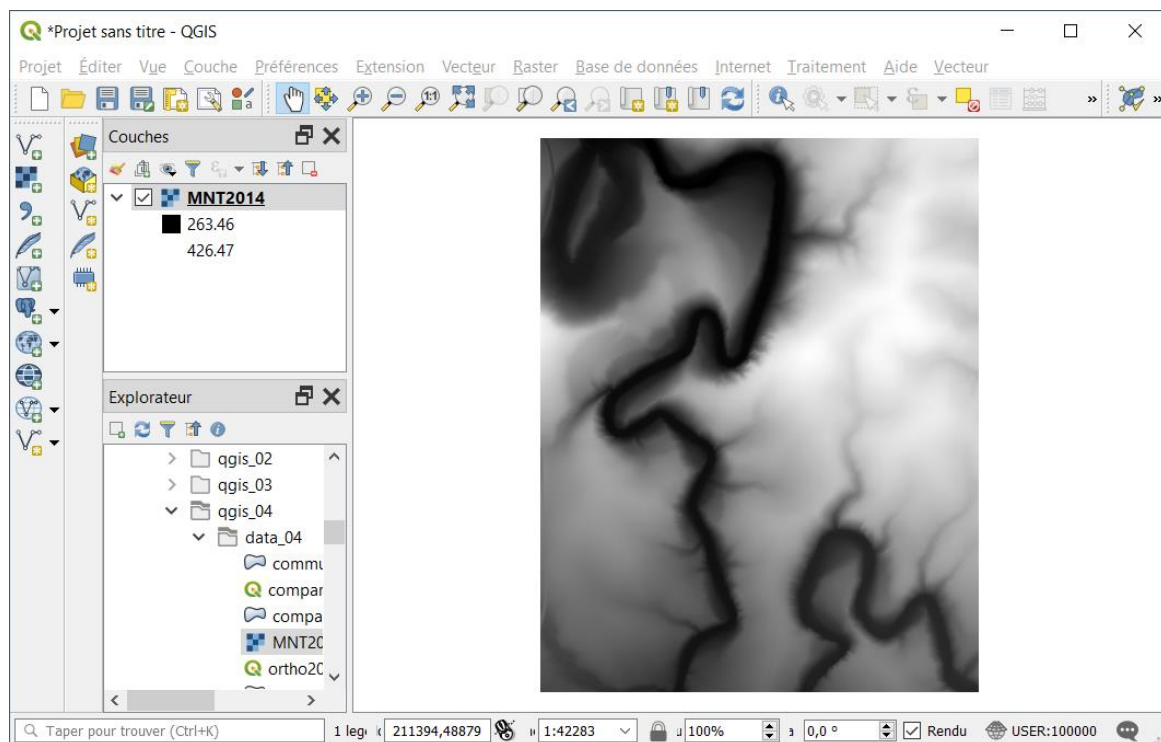 *Projet sans titre - QGIS
Projet Éditer Vue Couche Préférences Extension Vecteur Raster Base de données Internet Traitement Aide Vecteur
Couches
MNT2014
263.46
426.47
Explorateur
qgis_02
qgis_03
qgis_04
data_04
commu
compar
compa
MNT20
ortho20
Taper pour trouver (Ctrl+K) 1 lege 211394,48879 1:42283 100% 0,0 ° Rendu USER:100000